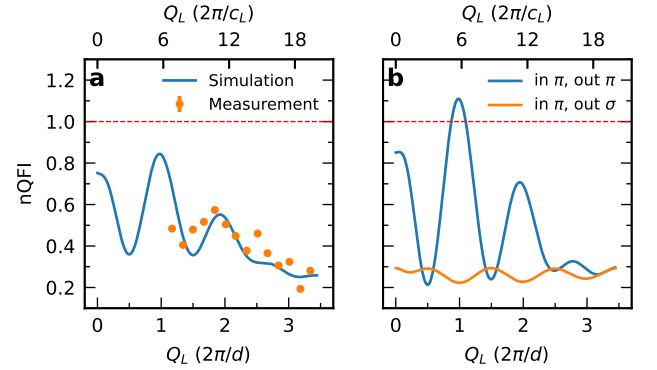 Q_L (2π/c_L) Q_L (2π/c_L)
0 6 12 18 0 6 12 18
a b
Simulation
Measurement
in π, out π
in π, out σ
nQFI
1.2
1.0
0.8
0.6
0.4
0.2
0 1 2 3 0 1 2 3
Q_L (2π/d) Q_L (2π/d)